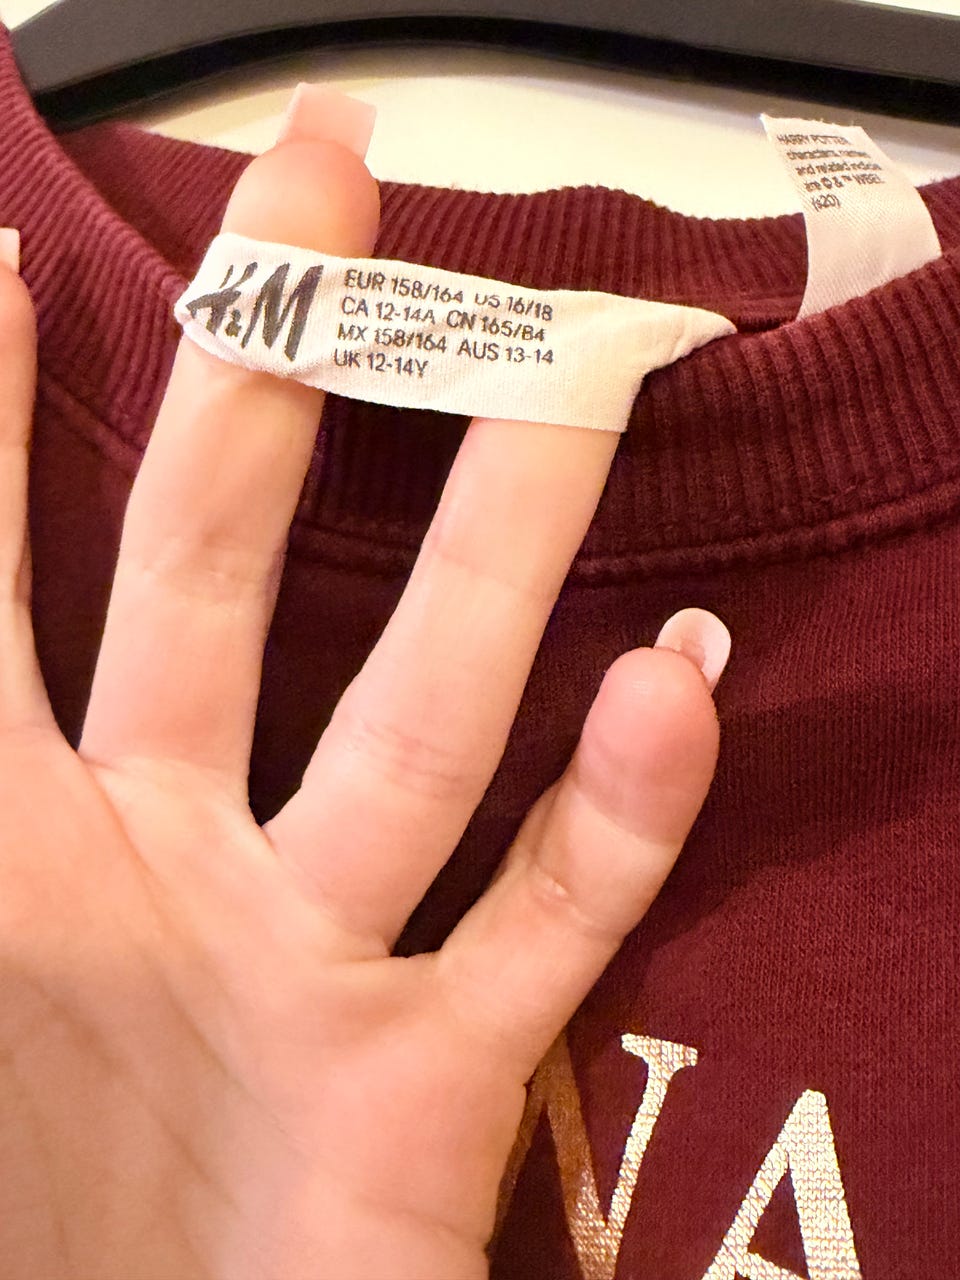 H&M
EUR 158/164 US 16/18
CA 12-14A CN 165/84
MX 158/164 AUS 13-14
UK 12-14Y
HARRY POTTER
characters, names
and related indicia
are © & ™ WBEI.
(s20)
NA